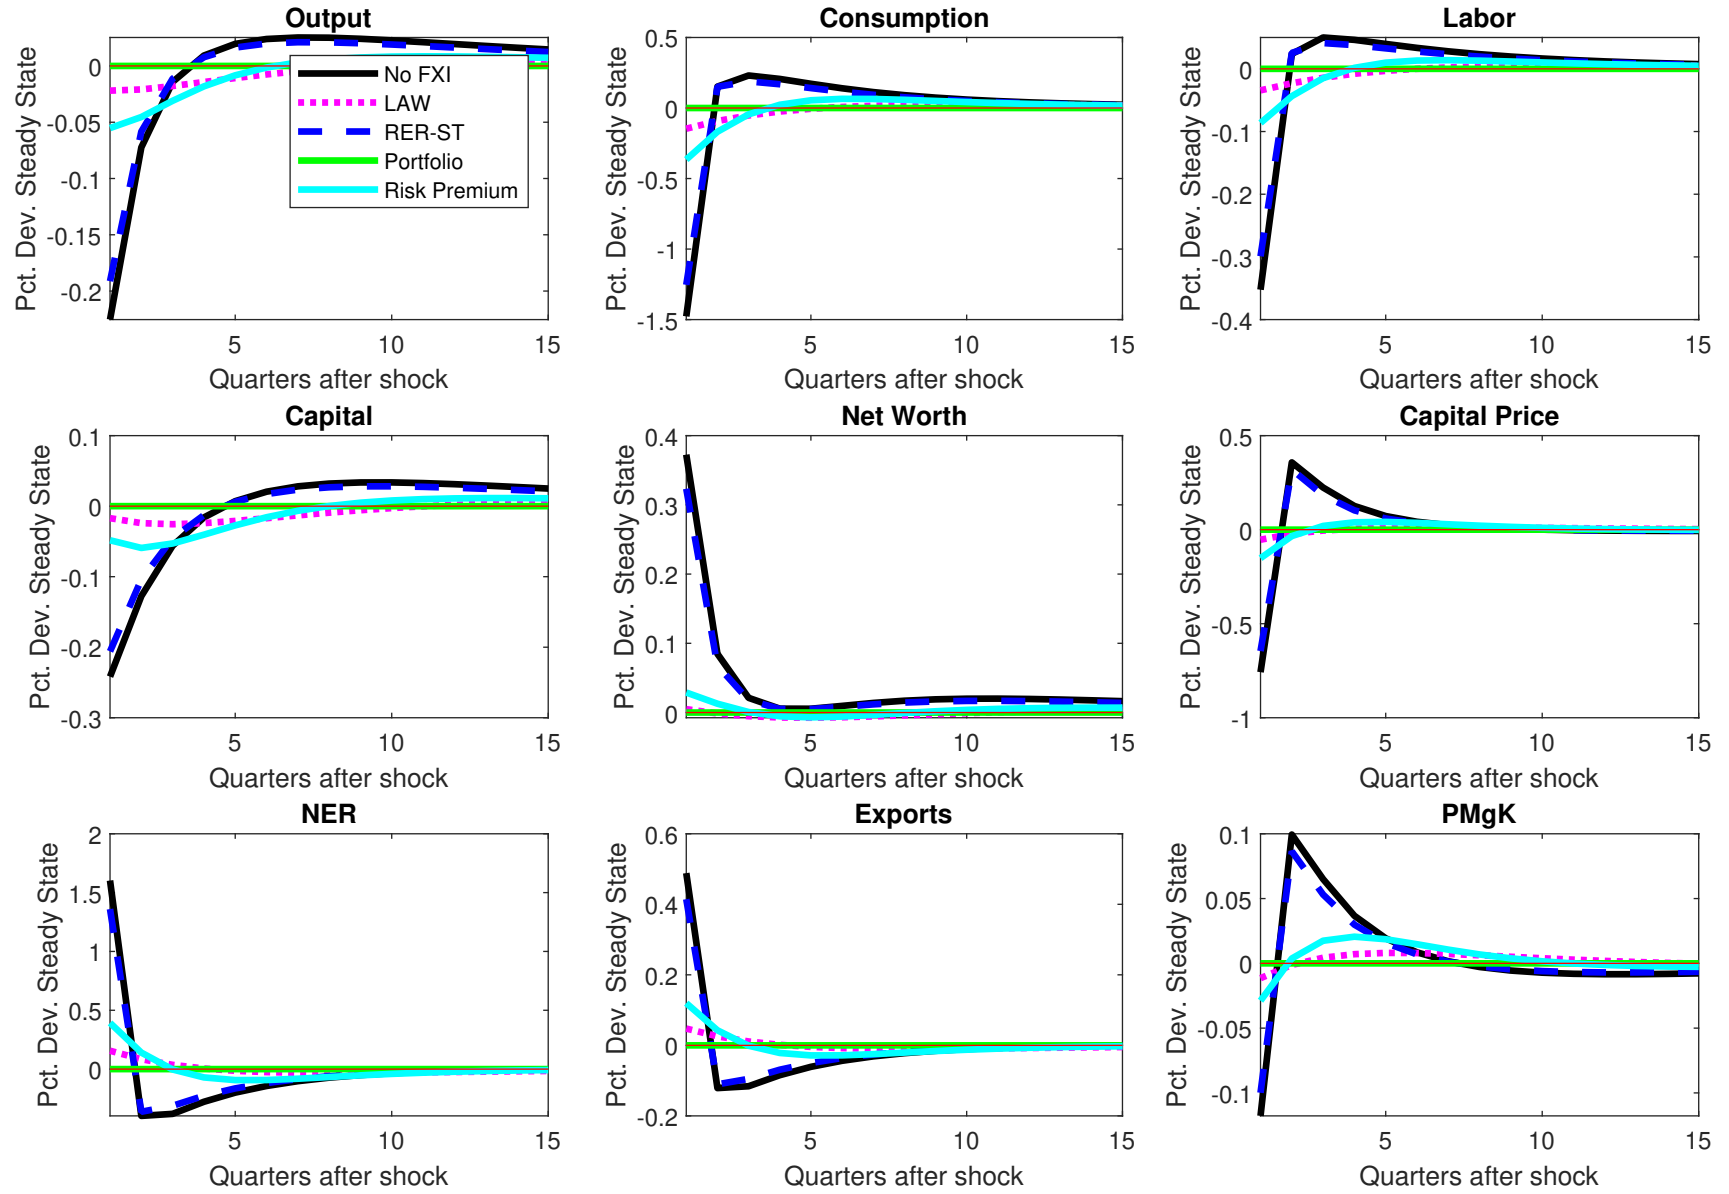 Output
Pct. Dev. Steady State
0
-0.05
-0.1
-0.15
-0.2
No FXI
LAW
RER-ST
Portfolio
Risk Premium
5
10
15
Quarters after shock
Consumption
Pct. Dev. Steady State
0.5
0
-0.5
-1
-1.5
5
10
15
Quarters after shock
Labor
Pct. Dev. Steady State
0
-0.1
-0.2
-0.3
-0.4
5
10
15
Quarters after shock
Capital
Pct. Dev. Steady State
0.1
0
-0.1
-0.2
-0.3
5
10
15
Quarters after shock
Net Worth
Pct. Dev. Steady State
0.4
0.3
0.2
0.1
0
5
10
15
Quarters after shock
Capital Price
Pct. Dev. Steady State
0.5
0
-0.5
-1
5
10
15
Quarters after shock
NER
Pct. Dev. Steady State
2
1.5
1
0.5
0
5
10
15
Quarters after shock
Exports
Pct. Dev. Steady State
0.6
0.4
0.2
0
-0.2
5
10
15
Quarters after shock
PMgK
Pct. Dev. Steady State
0.1
0.05
0
-0.05
-0.1
5
10
15
Quarters after shock